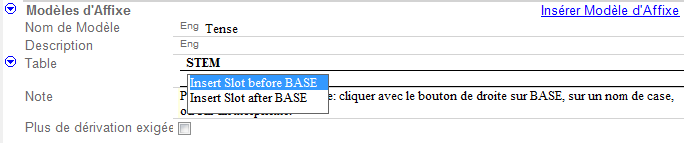 Modèles d'Affixe Insérer Modèle d'Affixe
Nom de Modèle Eng Tense
Description Eng
Table STEM
Insert Slot before BASE
Insert Slot after BASE
Note e: cliquer avec le bouton de droite sur BASE, sur un nom de case,
Plus de dérivation exigée